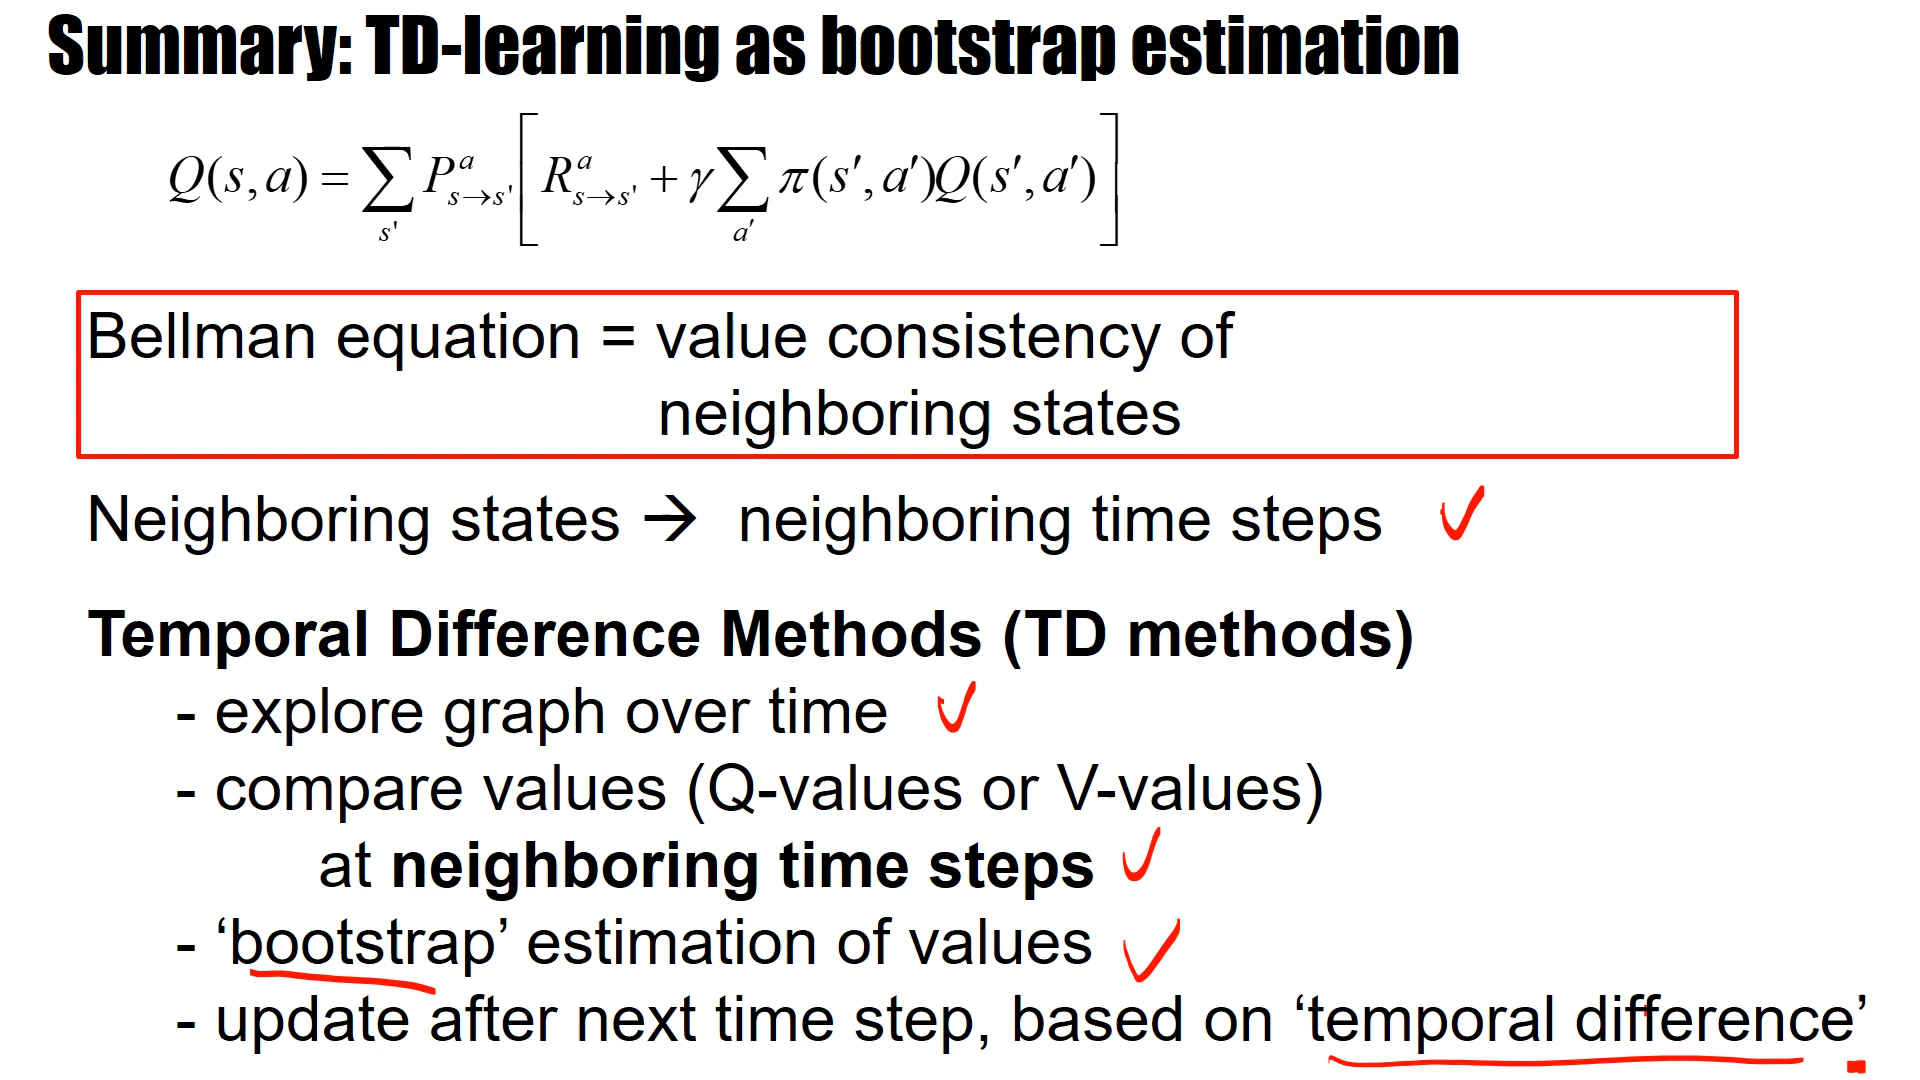 Summary: TD-learning as bootstrap estimation
Q(s,a) = ∑_{s'} P^a_{s→s'} [ R^a_{s→s'} + γ ∑_{a′} π(s′,a′)Q(s′,a′) ]
Bellman equation = value consistency of
neighboring states
Neighboring states → neighboring time steps
Temporal Difference Methods (TD methods)
- explore graph over time
- compare values (Q-values or V-values)
at neighboring time steps
- ‘bootstrap’ estimation of values
- update after next time step, based on ‘temporal difference’